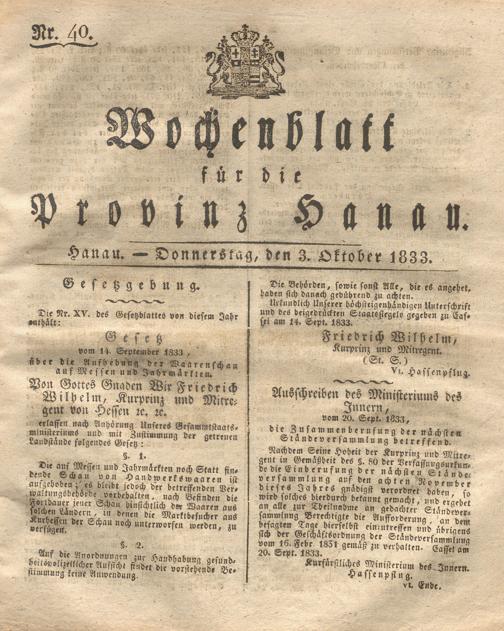 Nr. 40.
Wochenblatt
für die
Provinz Hanau.
Hanau. — Donnerstag, den 3. Oktober 1833.
Gesetzgebung.
Die Nr. XV. des Gesetzblattes von diesem Jahr
enthält:
Gesetz
vom 14. September 1833,
über die Aufhebung der Waarenschau
auf Messen und Jahrmärkten.
Von Gottes Gnaden Wir Friedrich
Wilhelm, Kurprinz und Mitre-
gent von Hessen ꝛc. ꝛc.
erlassen nach Anhörung Unseres Gesammtstaats-
ministeriums und mit Zustimmung der getreuen
Landstände folgendes Gesetz:
§. 1.
Die auf Messen und Jahrmärkten noch Statt fin-
dende Schau von Handwerkswaaren ist
aufgehoben; es bleibt jedoch der betreffenden Ver-
waltungsbehörde vorbehalten, nach Befinden die
Fortdauer jener Schau hinsichtlich der Waaren aus
solchen Ländern, in denen die Marktbesucher aus
Kurhessen der Schau noch unterworfen werden, zu
verfügen.
§. 2.
Auf die Anordnungen zur Handhabung gesund-
heitspolizeilicher Aufsicht findet die vorstehende Be-
stimmung keine Anwendung.
Die Behörden, sowie sonst Alle, die es angehet,
haben sich danach gebührend zu achten.
Urkundlich Unserer höchsteigenhändigen Unterschrift
und des beigedrückten Staatssiegels gegeben zu Cas-
sel am 14. Sept. 1833.
Friedrich Wilhelm,
Kurprinz und Mitregent.
(St. S.)
Vt. Hassenpflug.
Ausschreiben des Ministeriums des
Innern,
vom 20. Sept. 1833,
die Zusammenberufung der nächsten
Ständeversammlung betreffend.
Nachdem Seine Hoheit der Kurprinz und Mitre-
gent in Gemäßheit des §. 80 der Verfassungsurkun-
de die Einberufung der nächsten Stände-
versammlung auf den achten November
dieses Jahres gnädigst verordnet haben, so
wird solches hierdurch bekannt gemacht, und ergehet
an alle zur Theilnahme an gedachter Ständever-
sammlung Berechtigte die Aufforderung, an dem
besagten Tage hierselbst einzutreffen und übrigens
sich der Geschäftsordnung der Ständeversammlung
vom 16. Febr. 1831 gemäß zu verhalten. Cassel am
20. Sept. 1833.
Kurfürstliches Ministerium des Innern.
Hassenpflug.
vt. Ende.